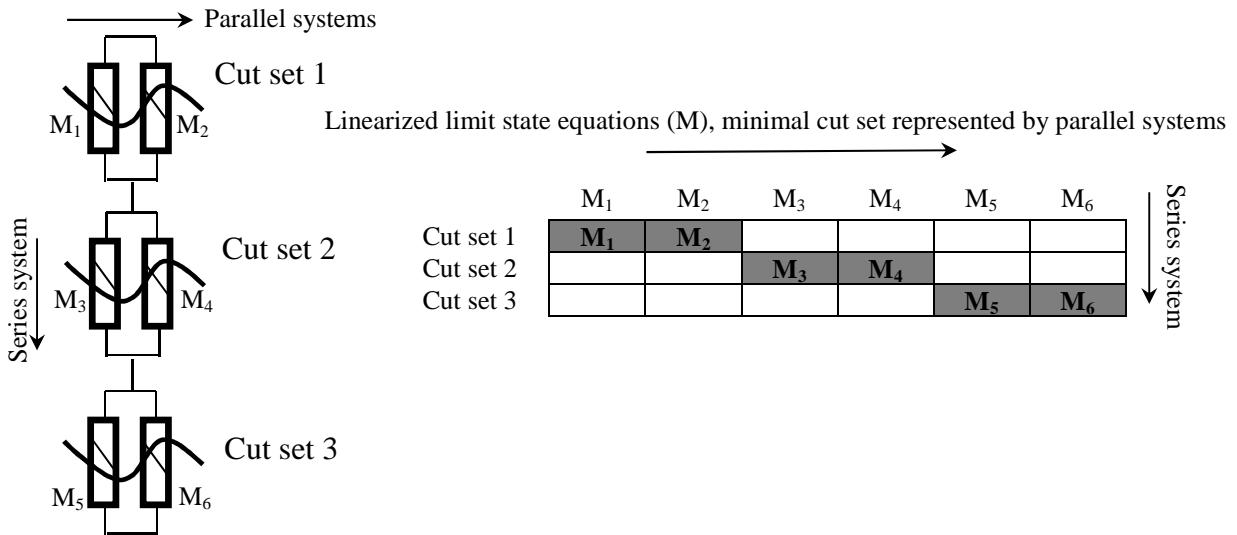 Parallel systems
Cut set 1
M₁ M₂
Linearized limit state equations (M), minimal cut set represented by parallel systems
M₁ M₂ M₃ M₄ M₅ M₆
Cut set 1 M₁ M₂
Cut set 2 M₃ M₄
Cut set 3 M₅ M₆
Series system
Series system
Cut set 2
M₃ M₄
Cut set 3
M₅ M₆